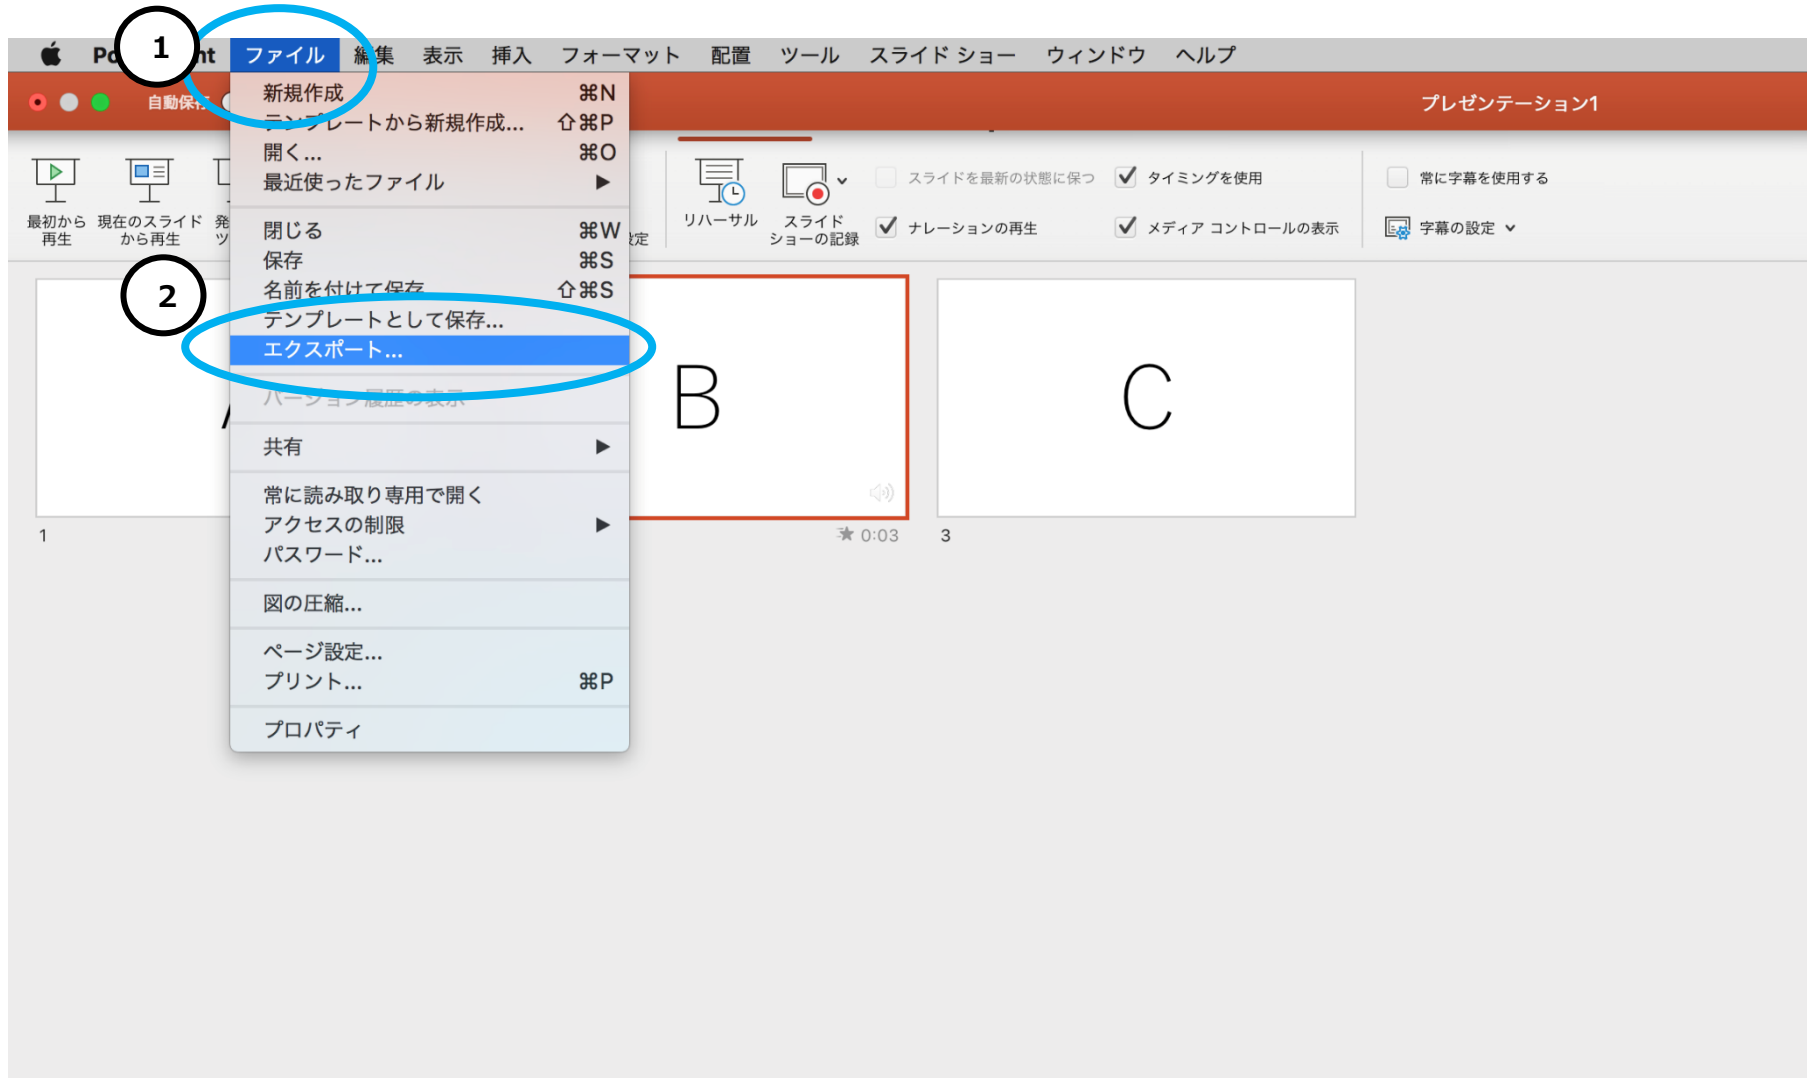 1
ファイル 編集 表示 挿入 フォーマット 配置 ツール スライド ショー ウィンドウ ヘルプ
自動保存
プレゼンテーション1
新規作成 ⌘N
テンプレートから新規作成... ⇧⌘P
開く... ⌘O
最近使ったファイル ▶
閉じる ⌘W
保存 ⌘S
名前を付けて保存 ⇧⌘S
テンプレートとして保存...
エクスポート...
バージョン履歴の表示
共有 ▶
常に読み取り専用で開く
アクセスの制限 ▶
パスワード...
図の圧縮...
ページ設定...
プリント... ⌘P
プロパティ
最初から
再生
現在のスライド
から再生
リハーサル
スライド
ショーの記録
スライドを最新の状態に保つ
タイミングを使用
ナレーションの再生
メディア コントロールの表示
常に字幕を使用する
字幕の設定
2
B
C
1
0:03
3